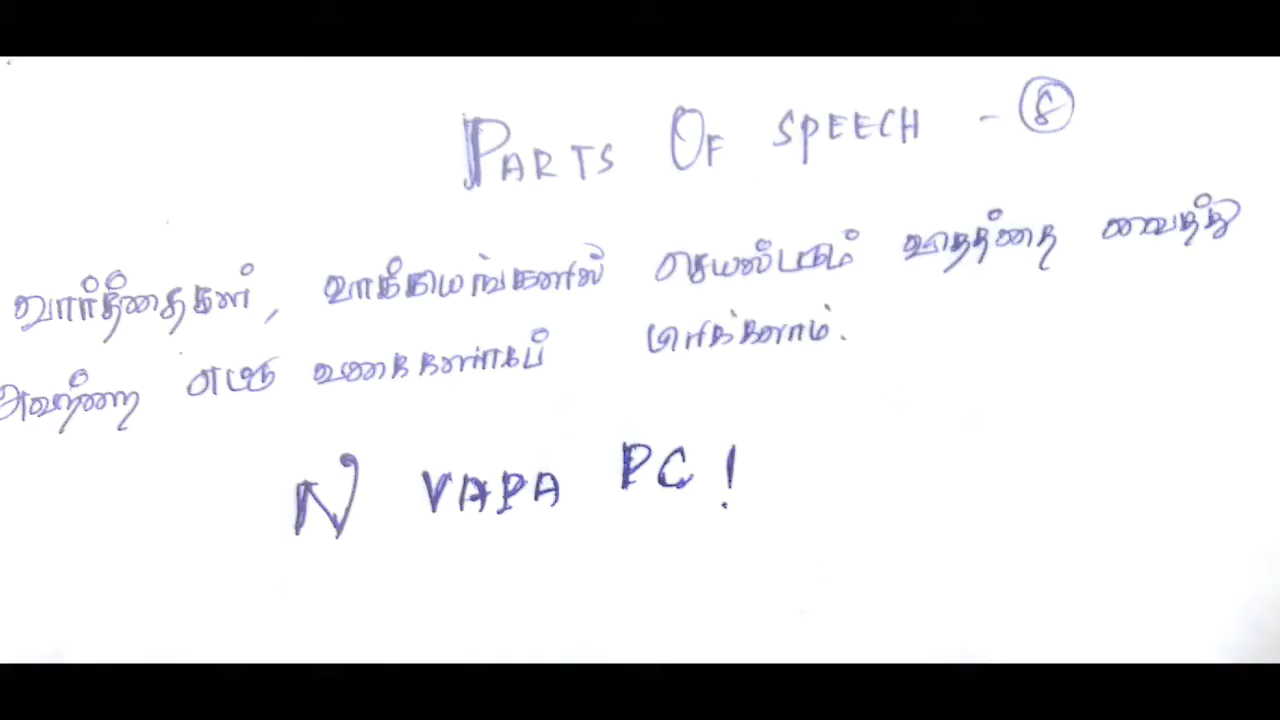 PARTS OF SPEECH - 8
வார்த்தைகள், வாக்கியங்களில் செயல்படும் விதத்தை வைத்து
அவற்றை எட்டு வகைகளாகப் பிரிக்கலாம்.
N VAPA PC!